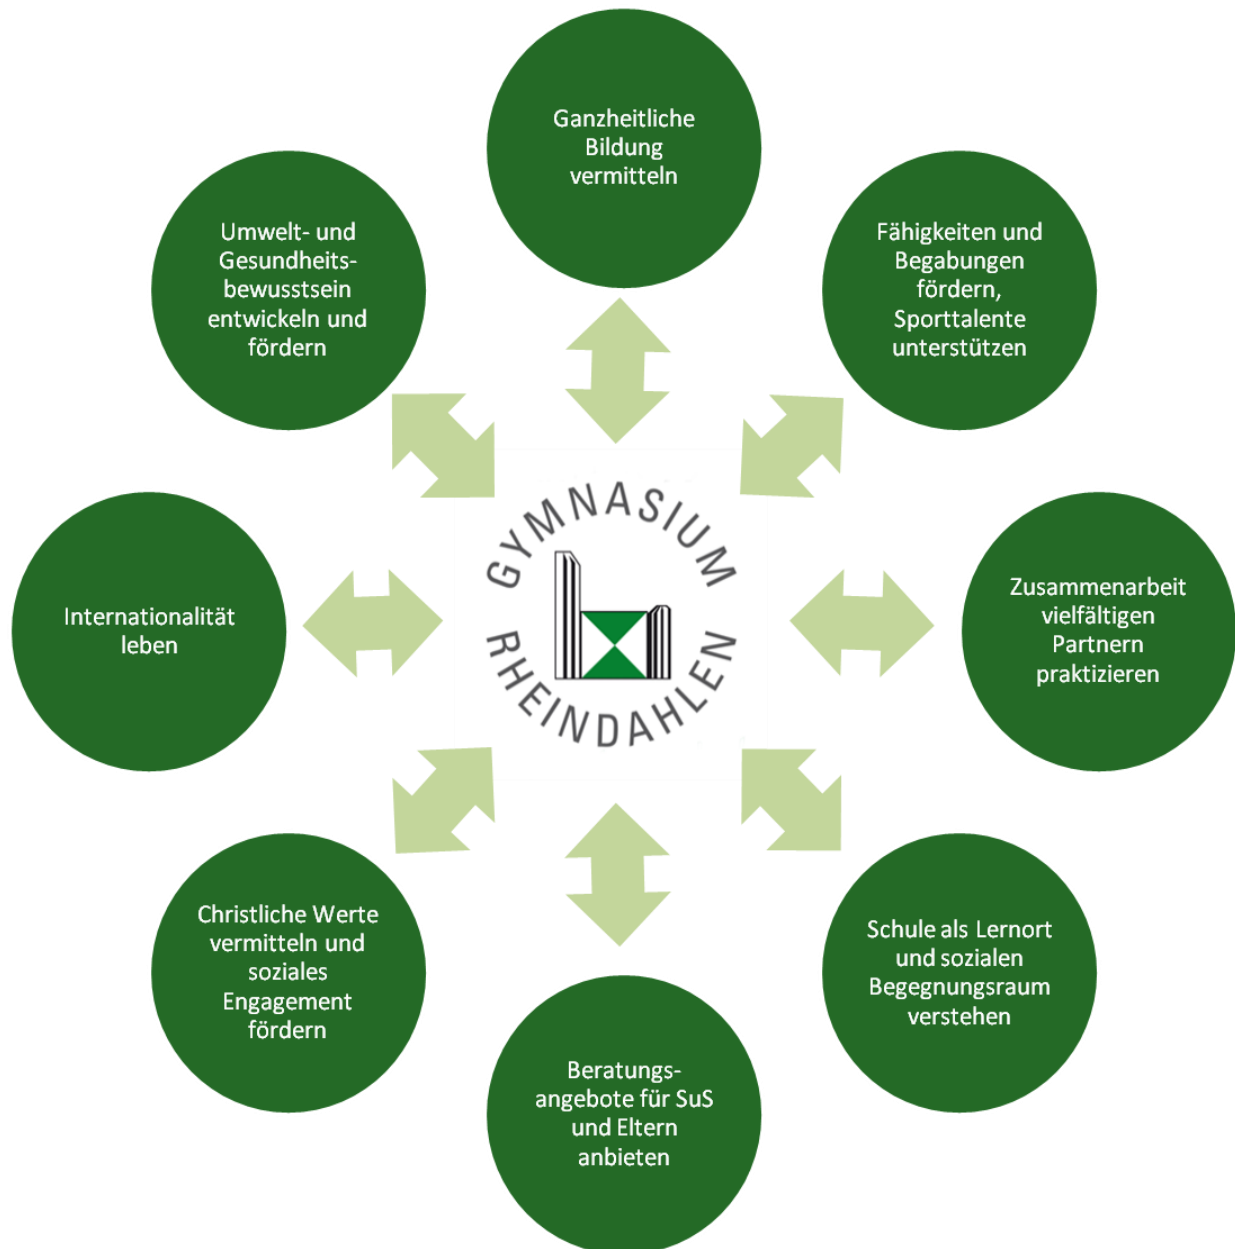 Ganzheitliche
Bildung
vermitteln
Fähigkeiten und
Begabungen
fördern,
Sporttalente
unterstützen
Zusammenarbeit
vielfältigen
Partnern
praktizieren
Schule als Lernort
und sozialen
Begegnungsraum
verstehen
Beratungs-
angebote für SuS
und Eltern
anbieten
Christliche Werte
vermitteln und
soziales
Engagement
fördern
Internationalität
leben
Umwelt- und
Gesundheits-
bewusstsein
entwickeln und
fördern
GYMNASIUM
RHEINDAHLEN